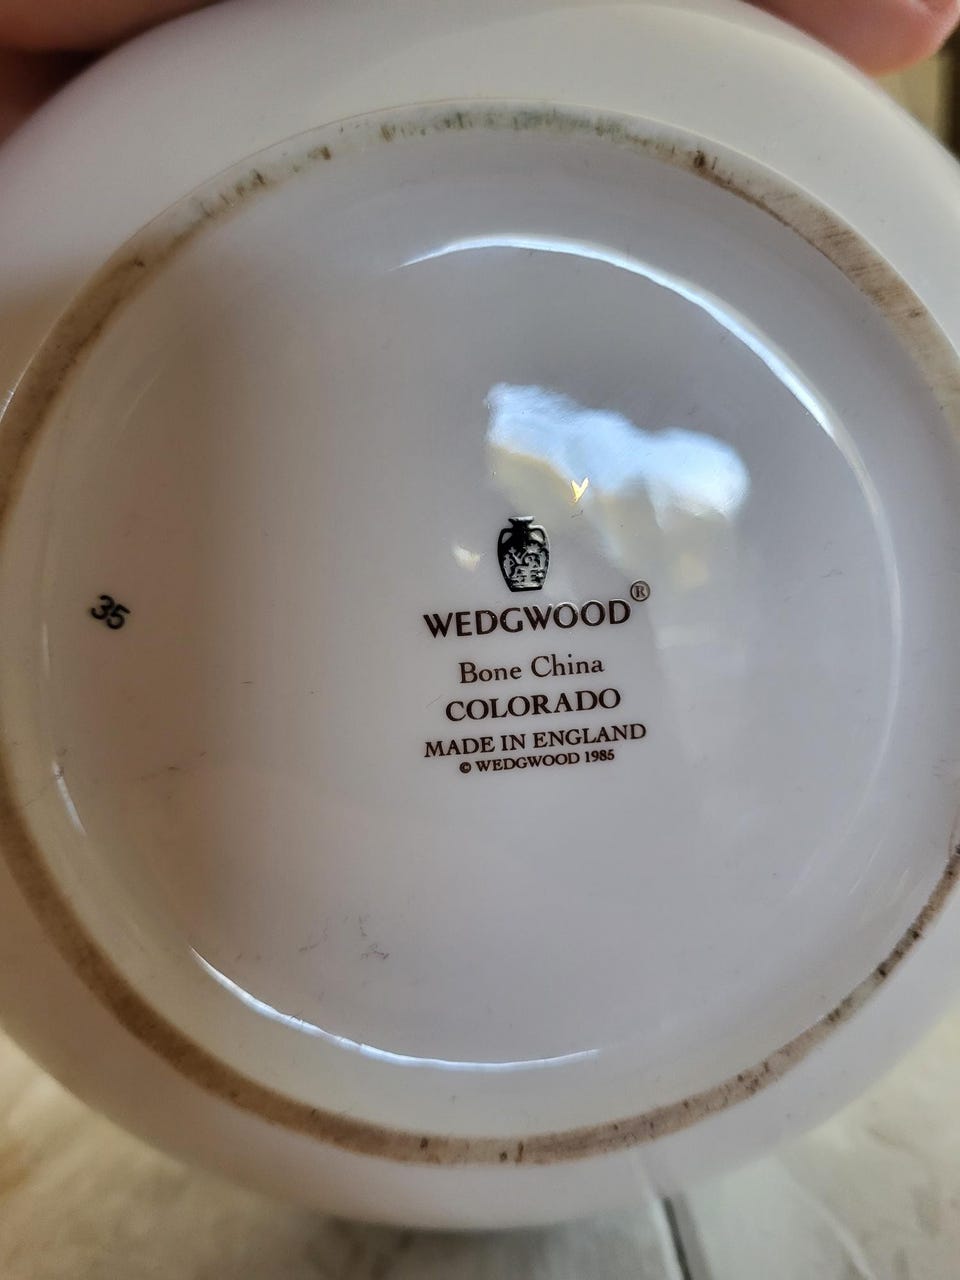 35
WEDGWOOD®
Bone China
COLORADO
MADE IN ENGLAND
© WEDGWOOD 1985